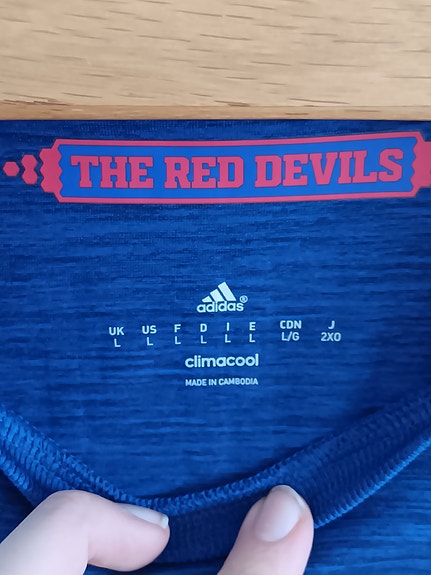 THE RED DEVILS
adidas®
UK US F D I E CDN J
L L L L L L L/G 2XO
climacool
MADE IN CAMBODIA